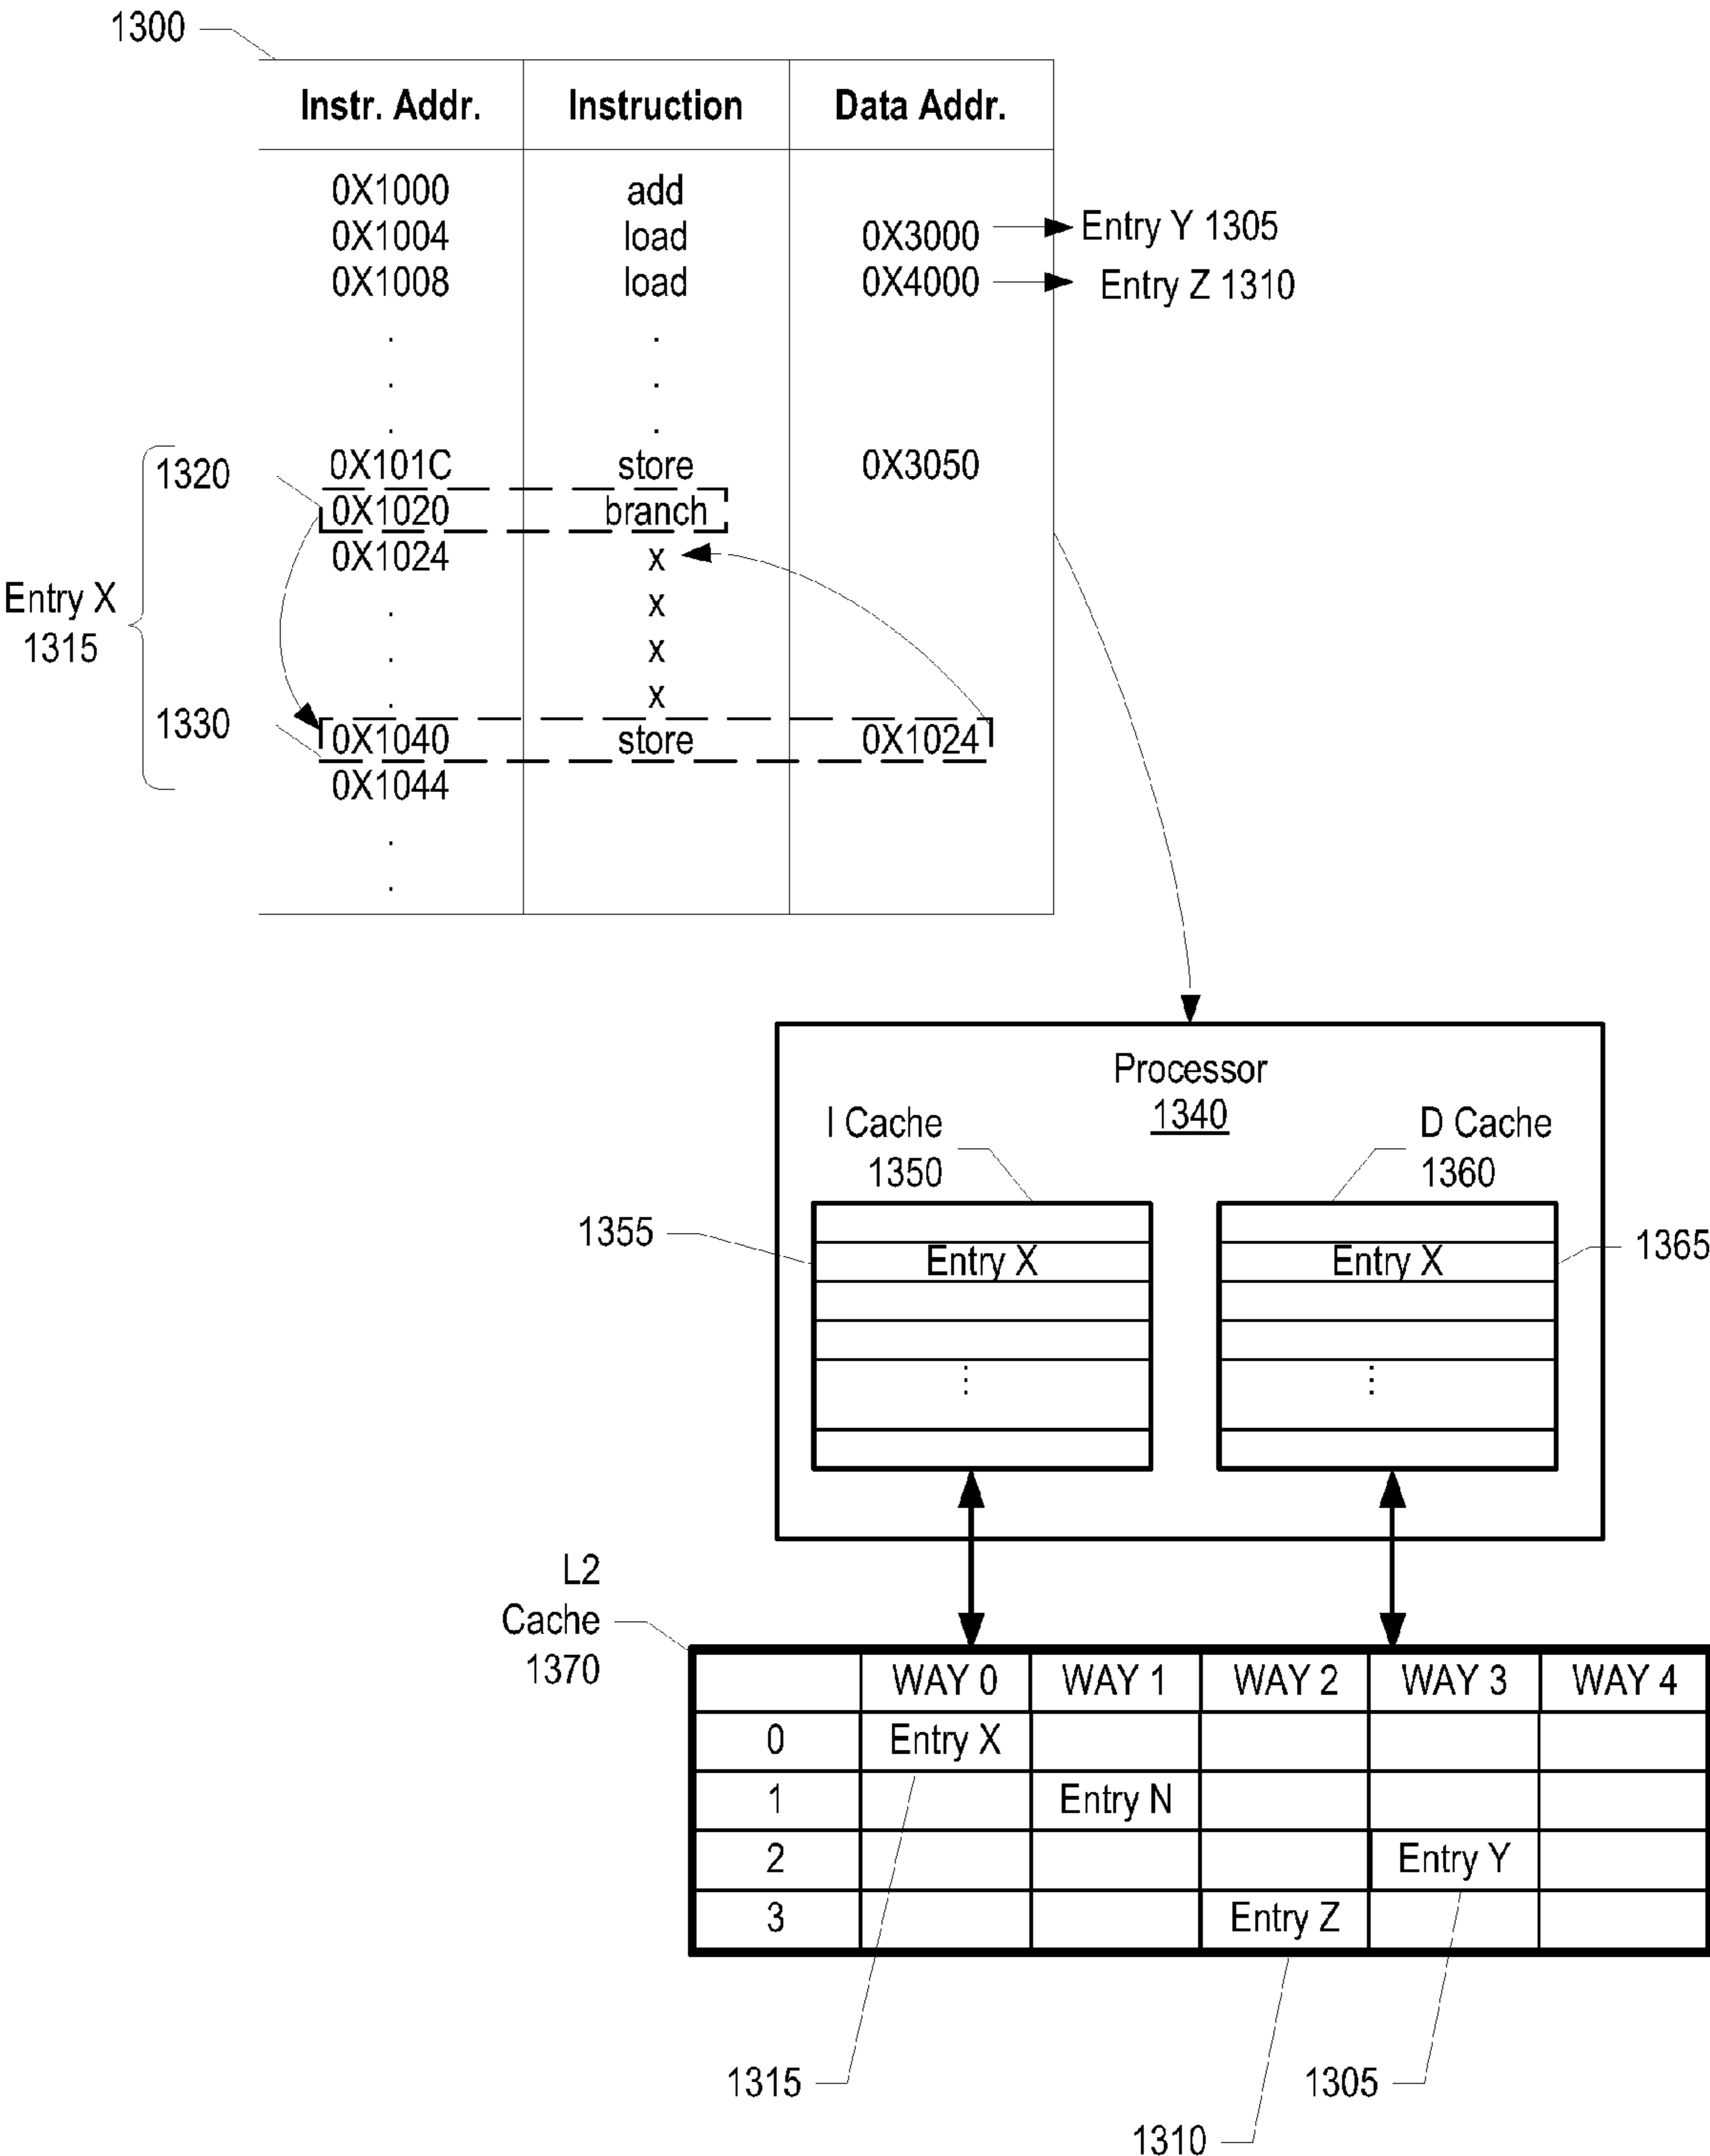 1300
Instr. Addr. Instruction Data Addr.
0X1000 add
0X1004 load 0X3000 Entry Y 1305
0X1008 load 0X4000 Entry Z 1310
. .
. .
. .
1320 0X101C store 0X3050
0X1020 branch
0X1024 x
. x
Entry X
1315
. x
. x
1330 0X1040 store 0X1024
0X1044
.
.
Processor
1340
I Cache
1350
D Cache
1360
1355 Entry X Entry X 1365
⋮ ⋮
L2
Cache
1370
WAY 0 WAY 1 WAY 2 WAY 3 WAY 4
0 Entry X
1 Entry N
2 Entry Y
3 Entry Z
1315 1305
1310